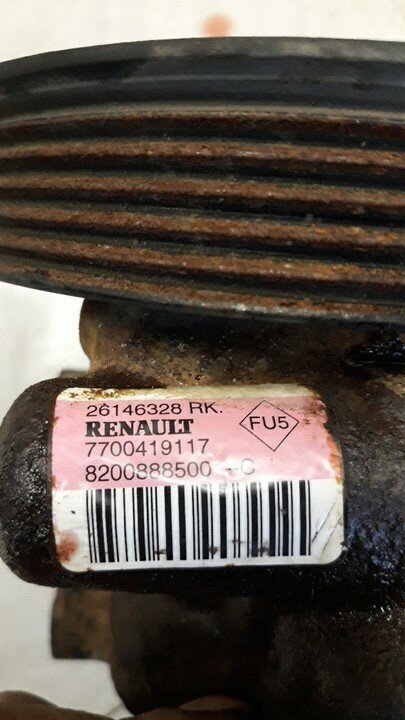 26146328 RK.
RENAULT
FU5
7700419117
8200888500 -C